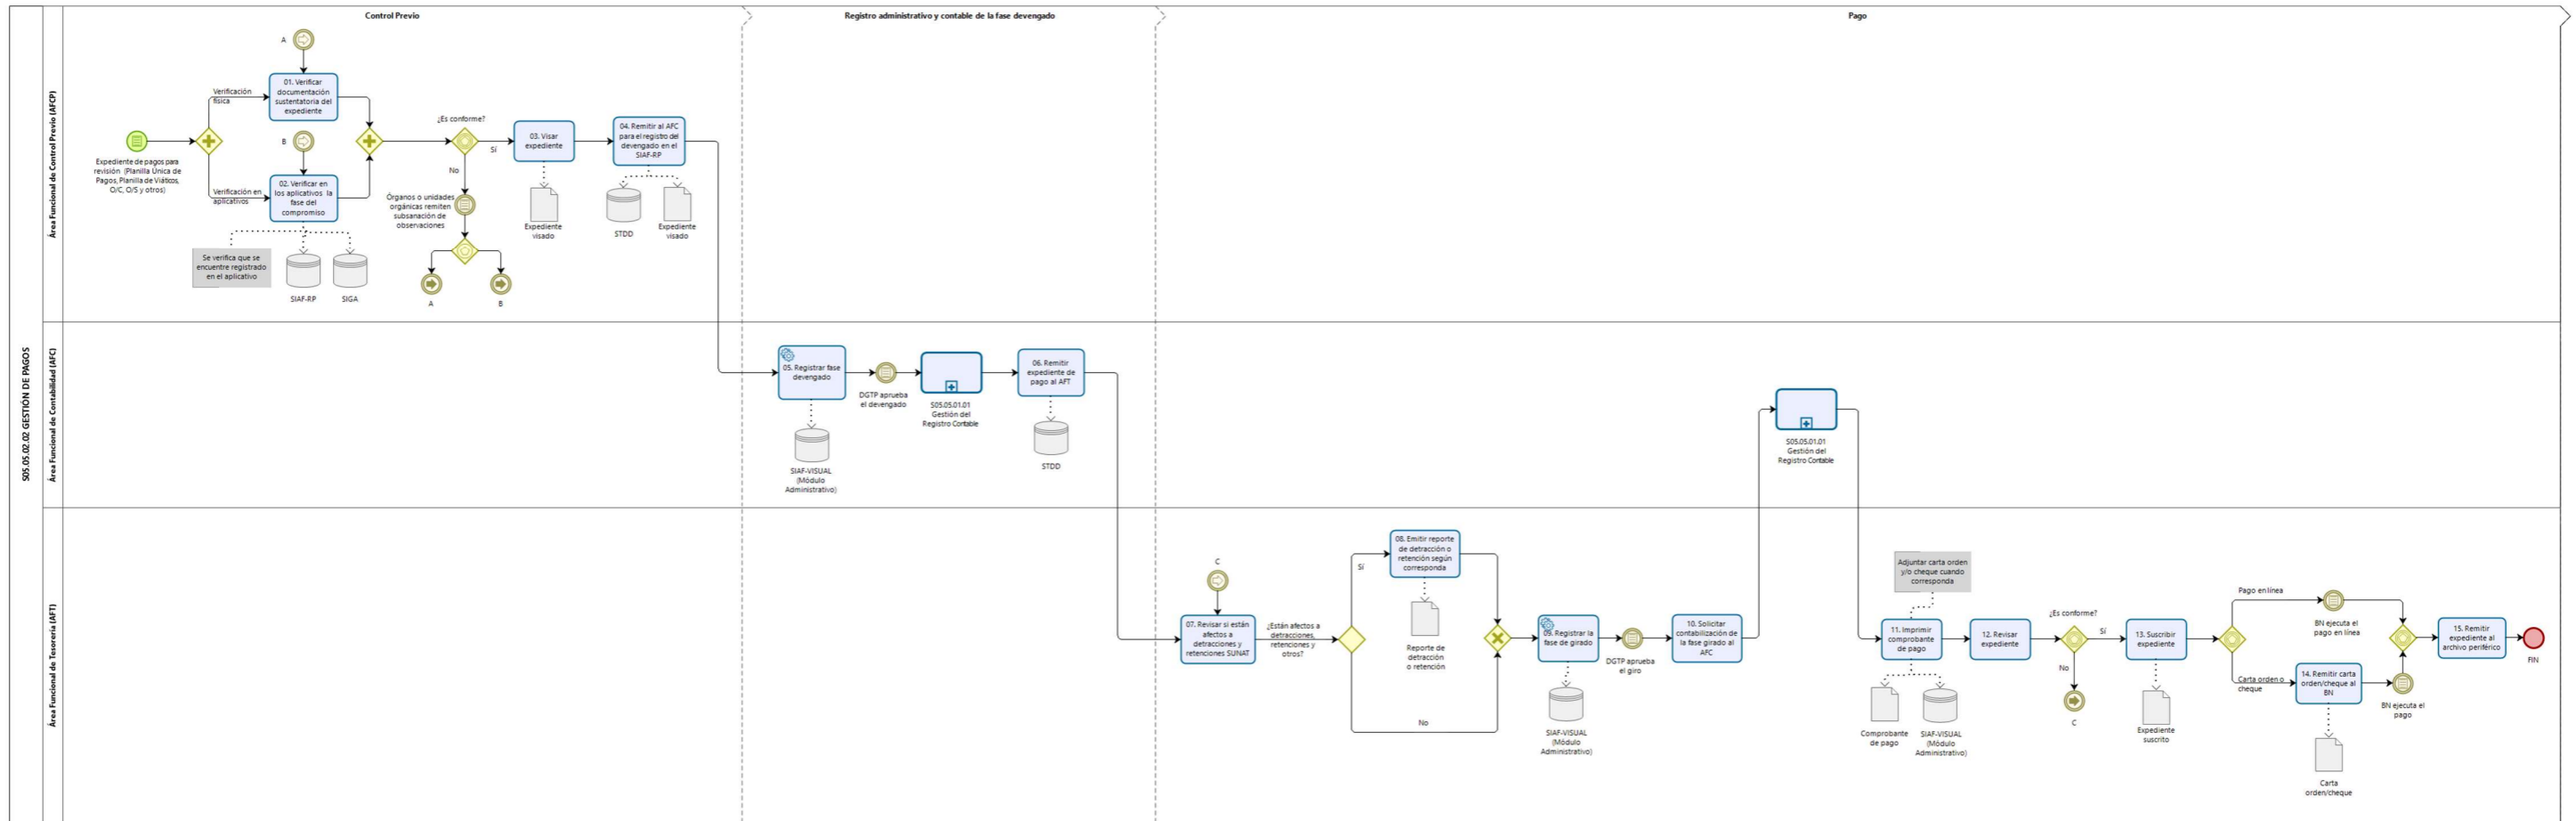 S05.05.02.02 GESTIÓN DE PAGOS
Control Previo
Registro administrativo y contable de la fase devengado
Pago
Área Funcional de Control Previo (AFCP)
A
01. Verificar
documentación
sustentatoria del
expediente
Verificación
física
B
Expediente de pagos para
revisión (Planilla Única de
Pagos, Planilla de Viáticos,
O/C, O/S y otros)
Verificación en
aplicativos
02. Verificar en
los aplicativos la
fase del
compromiso
Se verifica que se
encuentre registrado
en el aplicativo
SIAF-RP
SIGA
¿Es conforme?
Sí
No
Órganos o unidades
orgánicas remiten
subsanación de
observaciones
A
B
03. Visar
expediente
Expediente
visado
04. Remitir al AFC
para el registro del
devengado en el
SIAF-RP
STDD
Expediente
visado
Área Funcional de Contabilidad (AFC)
05. Registrar fase
devengado
SIAF-VISUAL
(Módulo
Administrativo)
DGTP aprueba
el devengado
S05.05.01.01
Gestión del
Registro Contable
06. Remitir
expediente de
pago al AFT
STDD
S05.05.01.01
Gestión del
Registro Contable
Área Funcional de Tesorería (AFT)
C
07. Revisar si están
afectos a
detracciones y
retenciones SUNAT
¿Están afectos a
detracciones,
retenciones y
otros?
Sí
No
08. Emitir reporte
de detracción o
retención según
corresponda
Reporte de
detracción
o retención
09. Registrar la
fase de girado
SIAF-VISUAL
(Módulo
Administrativo)
DGTP aprueba
el giro
10. Solicitar
contabilización de
la fase girado al
AFC
Adjuntar carta orden
y/o cheque cuando
corresponda
11. Imprimir
comprobante
de pago
Comprobante
de pago
SIAF-VISUAL
(Módulo
Administrativo)
12. Revisar
expediente
¿Es conforme?
Sí
No
C
13. Suscribir
expediente
Expediente
suscrito
Pago en línea
BN ejecuta el
pago en línea
Carta orden o
cheque
14. Remitir carta
orden/cheque al
BN
Carta
orden/cheque
BN ejecuta el
pago
15. Remitir
expediente al
archivo periférico
FIN